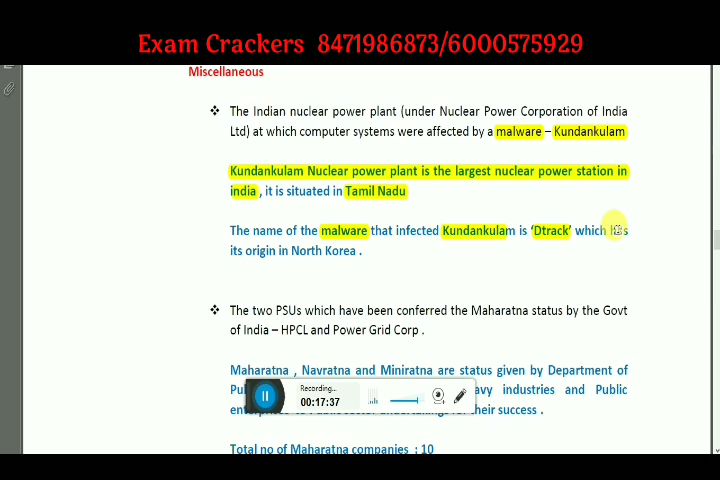 Exam Crackers 8471986873/6000575929
Miscellaneous
❖ The Indian nuclear power plant (under Nuclear Power Corporation of India
Ltd) at which computer systems were affected by a malware – Kundankulam
Kundankulam Nuclear power plant is the largest nuclear power station in
india , it is situated in Tamil Nadu
The name of the malware that infected Kundankulam is 'Dtrack' which has
its origin in North Korea .
❖ The two PSUs which have been conferred the Maharatna status by the Govt
of India – HPCL and Power Grid Corp .
Maharatna , Navratna and Miniratna are status given by Department of
industries and Public
their success .
Recording...
00:17:37
Total no of Maharatna companies : 10